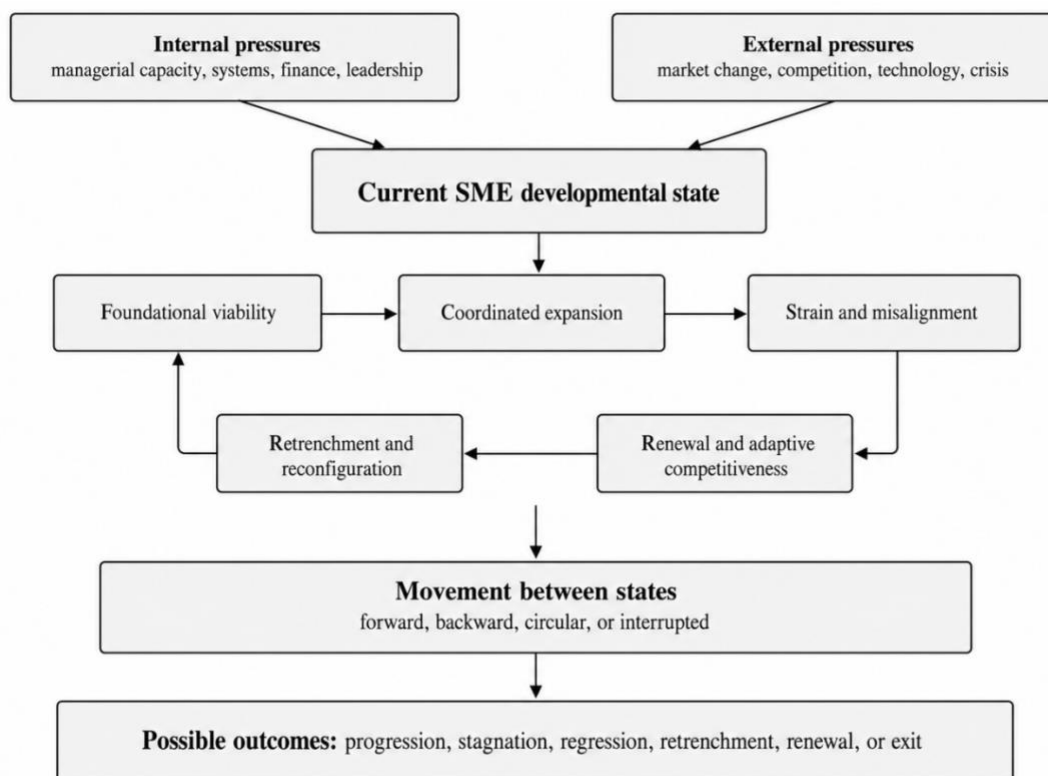 Internal pressures
managerial capacity, systems, finance, leadership
External pressures
market change, competition, technology, crisis
Current SME developmental state
Foundational viability
Coordinated expansion
Strain and misalignment
Retrenchment and
reconfiguration
Renewal and adaptive
competitiveness
Movement between states
forward, backward, circular, or interrupted
Possible outcomes: progression, stagnation, regression, retrenchment, renewal, or exit